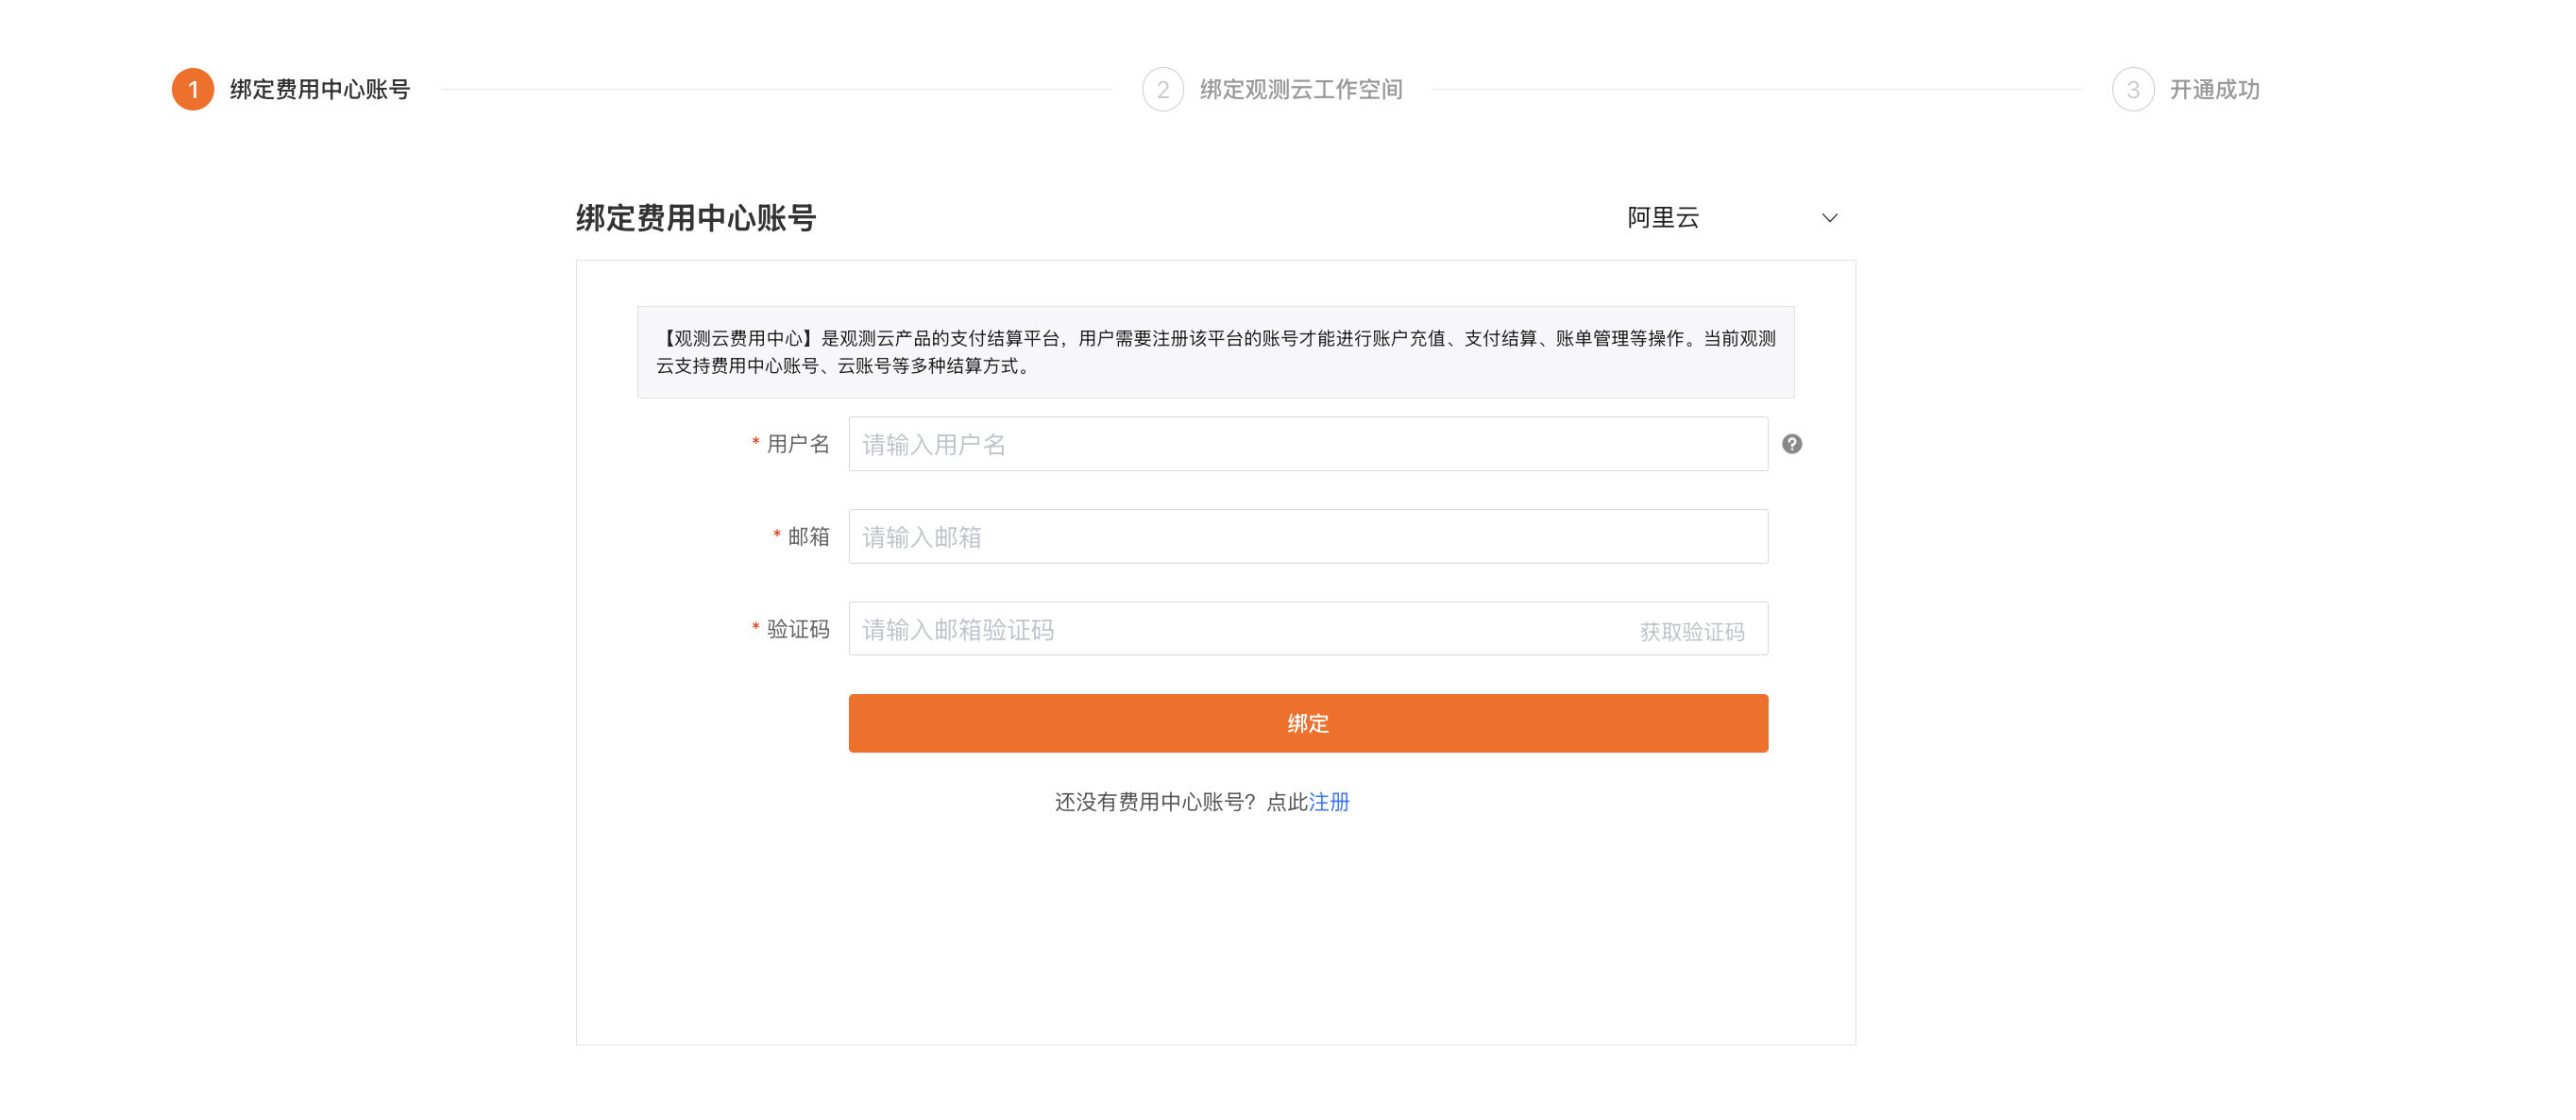 1 绑定费用中心账号
2 绑定观测云工作空间
3 开通成功
绑定费用中心账号
阿里云
【观测云费用中心】是观测云产品的支付结算平台，用户需要注册该平台的账号才能进行账户充值、支付结算、账单管理等操作。当前观测
云支持费用中心账号、云账号等多种结算方式。
* 用户名 请输入用户名 ?
* 邮箱 请输入邮箱
* 验证码 请输入邮箱验证码 获取验证码
绑定
还没有费用中心账号？点此注册